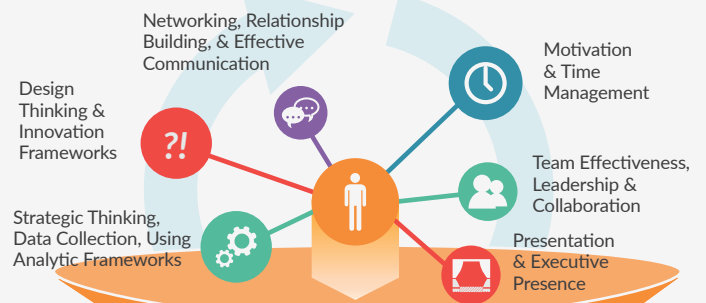 Networking, Relationship
Building, & Effective
Communication
Motivation
& Time
Management
Design
Thinking &
Innovation
Frameworks
?!
Team Effectiveness,
Leadership &
Collaboration
Strategic Thinking,
Data Collection, Using
Analytic Frameworks
Presentation
& Executive
Presence